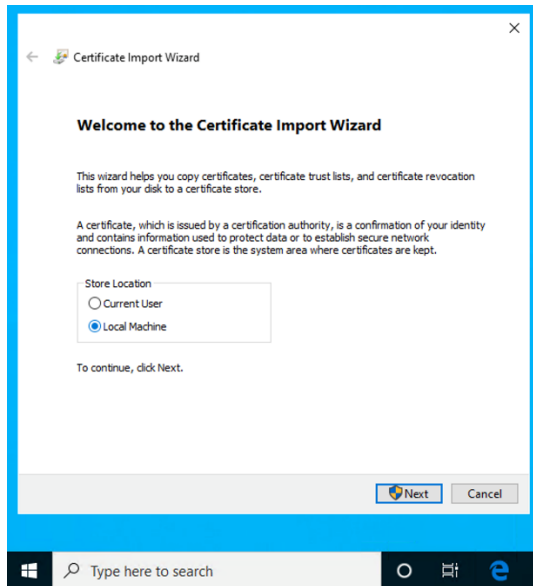 Certificate Import Wizard
Welcome to the Certificate Import Wizard
This wizard helps you copy certificates, certificate trust lists, and certificate revocation
lists from your disk to a certificate store.
A certificate, which is issued by a certification authority, is a confirmation of your identity
and contains information used to protect data or to establish secure network
connections. A certificate store is the system area where certificates are kept.
Store Location
Current User
Local Machine
To continue, click Next.
Next
Cancel
Type here to search